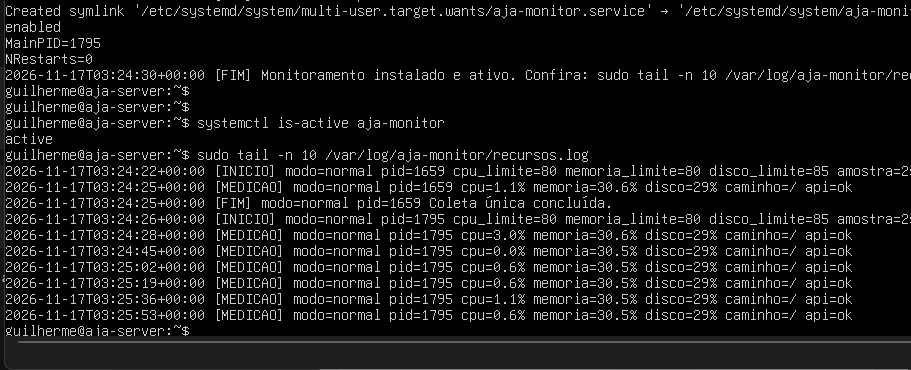 Created symlink '/etc/systemd/system/multi-user.target.wants/aja-monitor.service' → '/etc/systemd/system/aja-moni
enabled
MainPID=1795
NRestarts=0
2026-11-17T03:24:30+00:00 [FIM] Monitoramento instalado e ativo. Confira: sudo tail -n 10 /var/log/aja-monitor/re
guilherme@aja-server:~$
guilherme@aja-server:~$
guilherme@aja-server:~$ systemctl is-active aja-monitor
active
guilherme@aja-server:~$ sudo tail -n 10 /var/log/aja-monitor/recursos.log
2026-11-17T03:24:22+00:00 [INICIO] modo=normal pid=1659 cpu_limite=80 memoria_limite=80 disco_limite=85 amostra=2s
2026-11-17T03:24:25+00:00 [MEDICAO] modo=normal pid=1659 cpu=1.1% memoria=30.6% disco=29% caminho=/ api=ok
2026-11-17T03:24:25+00:00 [FIM] modo=normal pid=1659 Coleta única concluída.
2026-11-17T03:24:26+00:00 [INICIO] modo=normal pid=1795 cpu_limite=80 memoria_limite=80 disco_limite=85 amostra=2s
2026-11-17T03:24:28+00:00 [MEDICAO] modo=normal pid=1795 cpu=3.0% memoria=30.6% disco=29% caminho=/ api=ok
2026-11-17T03:24:45+00:00 [MEDICAO] modo=normal pid=1795 cpu=0.0% memoria=30.5% disco=29% caminho=/ api=ok
2026-11-17T03:25:02+00:00 [MEDICAO] modo=normal pid=1795 cpu=0.6% memoria=30.5% disco=29% caminho=/ api=ok
2026-11-17T03:25:19+00:00 [MEDICAO] modo=normal pid=1795 cpu=0.6% memoria=30.5% disco=29% caminho=/ api=ok
2026-11-17T03:25:36+00:00 [MEDICAO] modo=normal pid=1795 cpu=1.1% memoria=30.5% disco=29% caminho=/ api=ok
2026-11-17T03:25:53+00:00 [MEDICAO] modo=normal pid=1795 cpu=0.6% memoria=30.5% disco=29% caminho=/ api=ok
guilherme@aja-server:~$